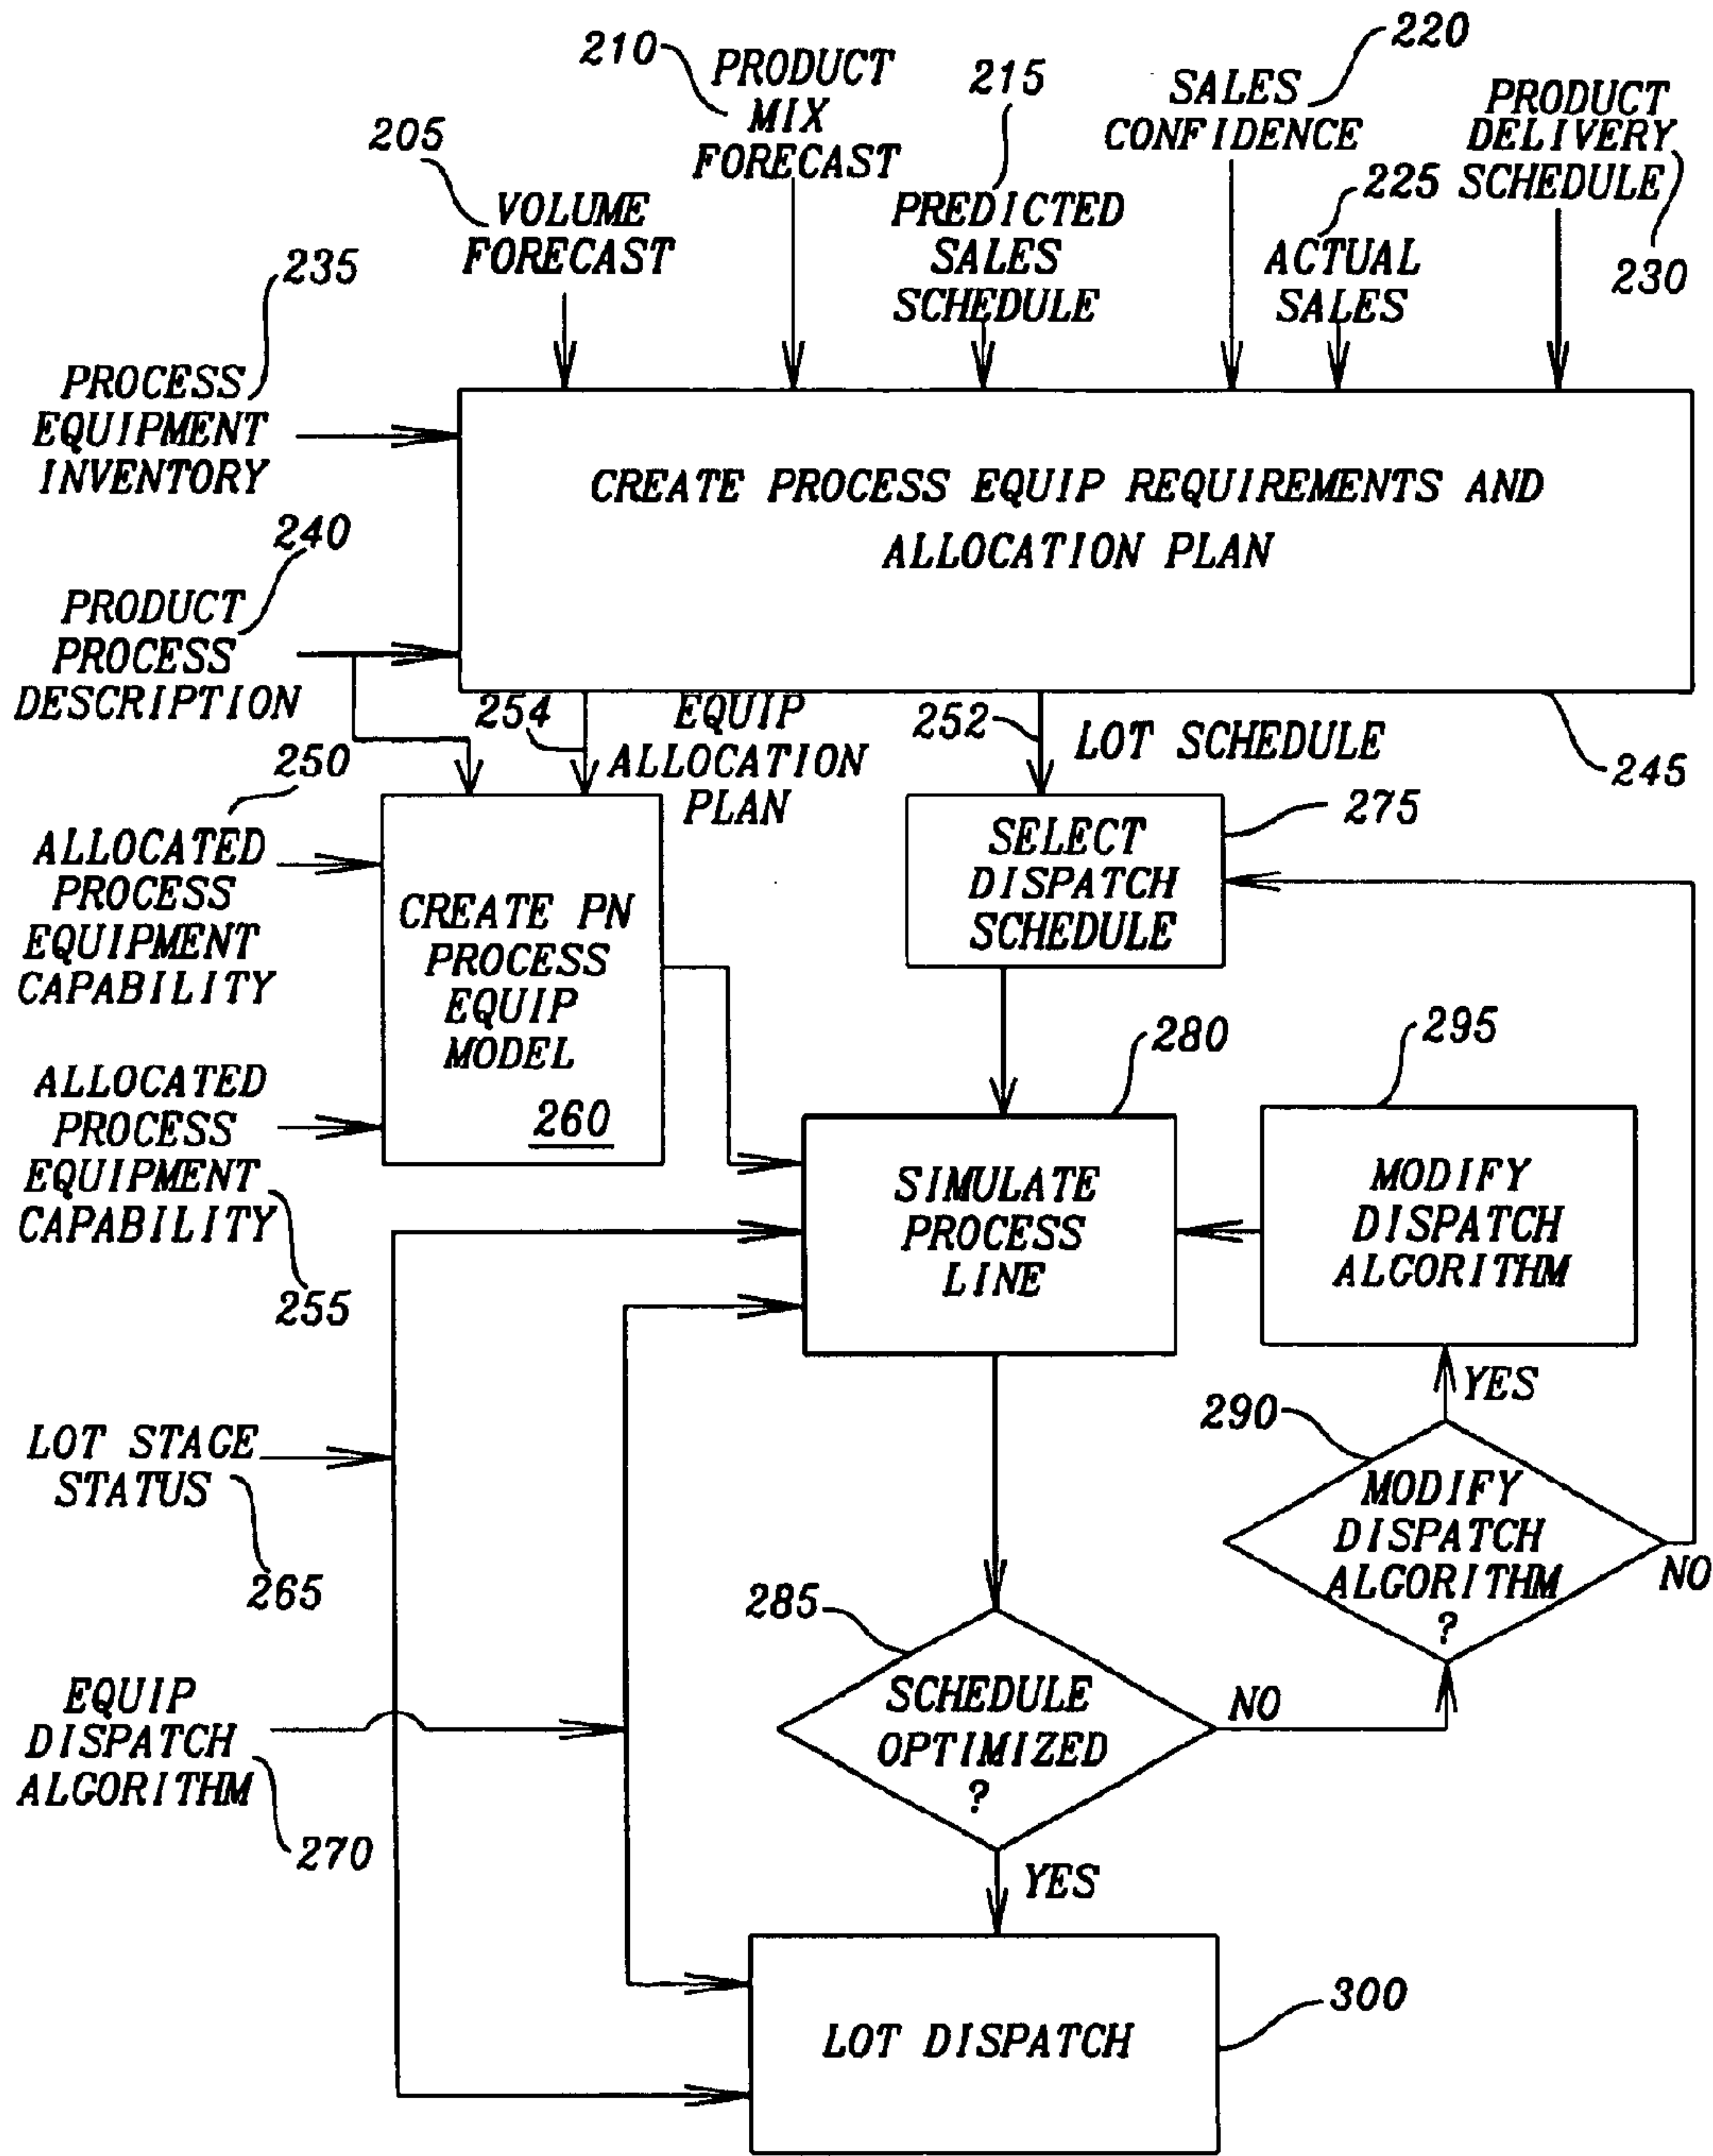 210
PRODUCT
MIX
FORECAST
215
220
SALES
CONFIDENCE
PRODUCT
DELIVERY
SCHEDULE
230
205
VOLUME
FORECAST
PREDICTED
SALES
SCHEDULE
225
ACTUAL
SALES
235
PROCESS
EQUIPMENT
INVENTORY
CREATE PROCESS EQUIP REQUIREMENTS AND
ALLOCATION PLAN
240
PRODUCT
PROCESS
DESCRIPTION
254
EQUIP
ALLOCATION
PLAN
252
LOT SCHEDULE
245
250
ALLOCATED
PROCESS
EQUIPMENT
CAPABILITY
CREATE PN
PROCESS
EQUIP
MODEL
260
SELECT
DISPATCH
SCHEDULE
275
ALLOCATED
PROCESS
EQUIPMENT
CAPABILITY
255
280
SIMULATE
PROCESS
LINE
295
MODIFY
DISPATCH
ALGORITHM
YES
290
MODIFY
DISPATCH
ALGORITHM
?
NO
LOT STAGE
STATUS
265
285
SCHEDULE
OPTIMIZED
?
NO
YES
EQUIP
DISPATCH
ALGORITHM
270
LOT DISPATCH
300